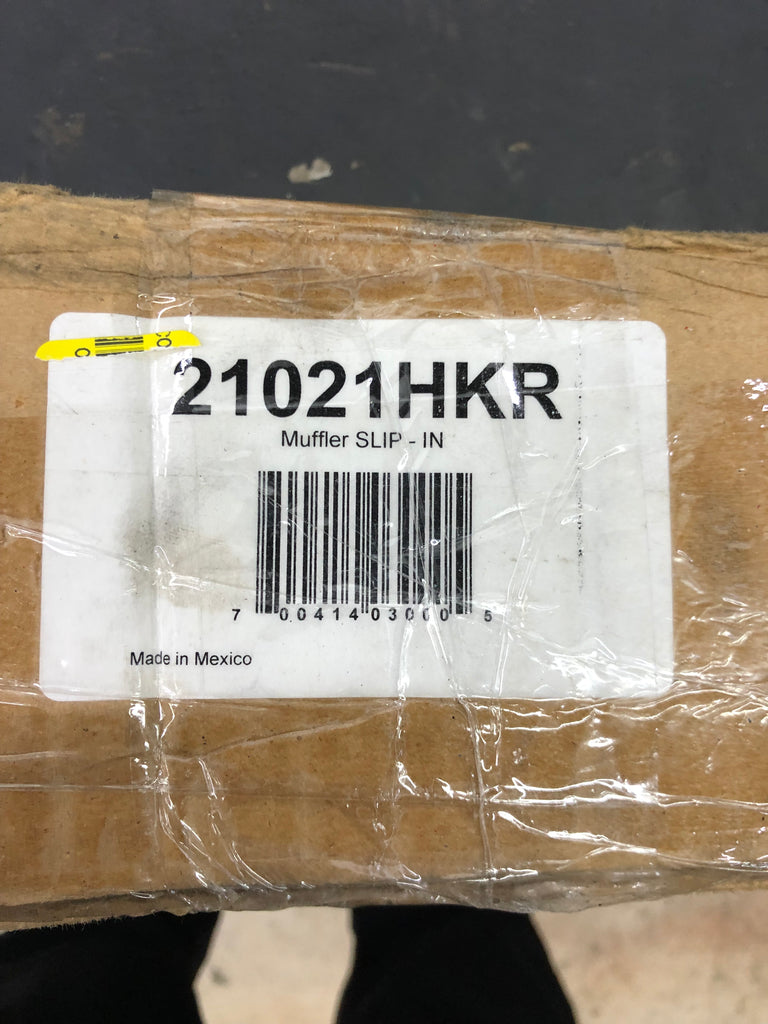 21021HKR
Muffler SLIP - IN
7 00414 03000 5
Made in Mexico